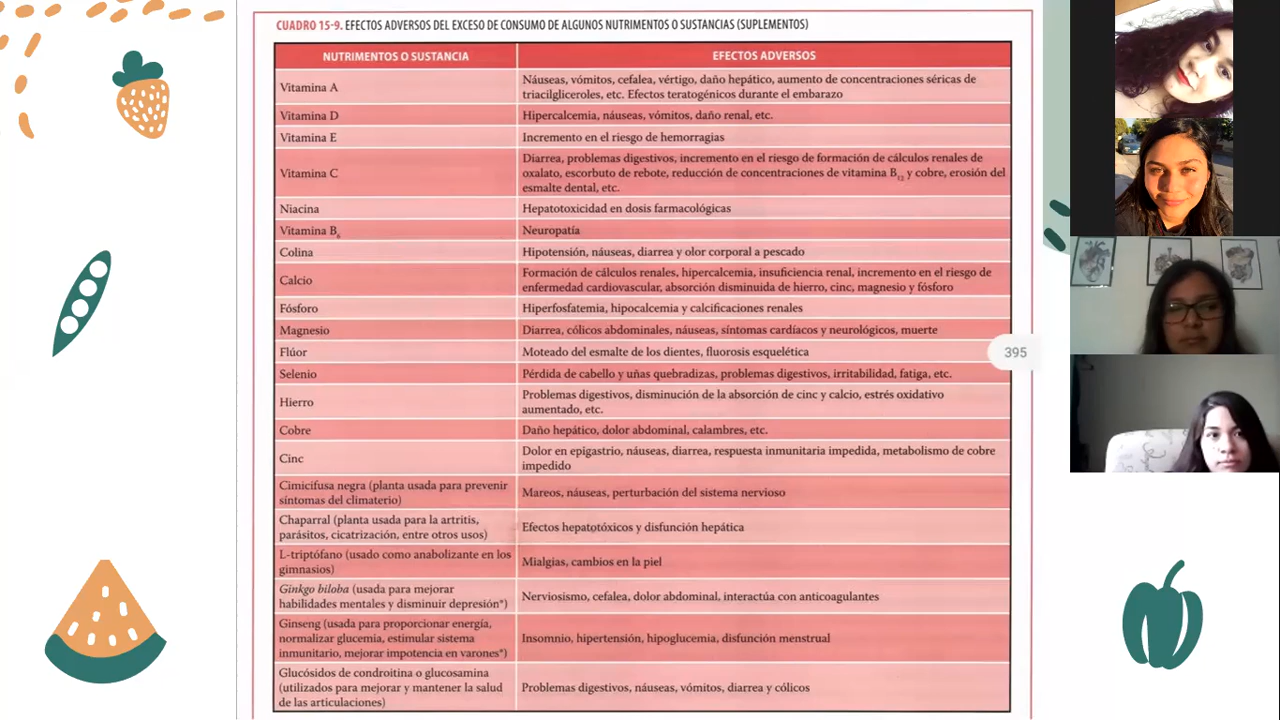 CUADRO 15-9. EFECTOS ADVERSOS DEL EXCESO DE CONSUMO DE ALGUNOS NUTRIMENTOS O SUSTANCIAS (SUPLEMENTOS)
NUTRIMENTOS O SUSTANCIA
EFECTOS ADVERSOS
Vitamina A
Náuseas, vómitos, cefalea, vértigo, daño hepático, aumento de concentraciones séricas de
triacilgliceroles, etc. Efectos teratogénicos durante el embarazo
Vitamina D
Hipercalcemia, náuseas, vómitos, daño renal, etc.
Vitamina E
Incremento en el riesgo de hemorragias
Vitamina C
Diarrea, problemas digestivos, incremento en el riesgo de formación de cálculos renales de
oxalato, escorbuto de rebote, reducción de concentraciones de vitamina B₁₂ y cobre, erosión del
esmalte dental, etc.
Niacina
Hepatotoxicidad en dosis farmacológicas
Vitamina B₆
Neuropatía
Colina
Hipotensión, náuseas, diarrea y olor corporal a pescado
Calcio
Formación de cálculos renales, hipercalcemia, insuficiencia renal, incremento en el riesgo de
enfermedad cardiovascular, absorción disminuida de hierro, cinc, magnesio y fósforo
Fósforo
Hiperfosfatemia, hipocalcemia y calcificaciones renales
Magnesio
Diarrea, cólicos abdominales, náuseas, síntomas cardíacos y neurológicos, muerte
Flúor
Moteado del esmalte de los dientes, fluorosis esquelética
395
Selenio
Pérdida de cabello y uñas quebradizas, problemas digestivos, irritabilidad, fatiga, etc.
Hierro
Problemas digestivos, disminución de la absorción de cinc y calcio, estrés oxidativo
aumentado, etc.
Cobre
Daño hepático, dolor abdominal, calambres, etc.
Cinc
Dolor en epigastrio, náuseas, diarrea, respuesta inmunitaria impedida, metabolismo de cobre
impedido
Cimicifusa negra (planta usada para prevenir
síntomas del climaterio)
Mareos, náuseas, perturbación del sistema nervioso
Chaparral (planta usada para la artritis,
parásitos, cicatrización, entre otros usos)
Efectos hepatotóxicos y disfunción hepática
L-triptófano (usado como anabolizante en los
gimnasios)
Mialgias, cambios en la piel
Ginkgo biloba (usada para mejorar
habilidades mentales y disminuir depresión*)
Nerviosismo, cefalea, dolor abdominal, interactúa con anticoagulantes
Ginseng (usada para proporcionar energía,
normalizar glucemia, estimular sistema
inmunitario, mejorar impotencia en varones*)
Insomnio, hipertensión, hipoglucemia, disfunción menstrual
Glucósidos de condroitina o glucosamina
(utilizados para mejorar y mantener la salud
de las articulaciones)
Problemas digestivos, náuseas, vómitos, diarrea y cólicos